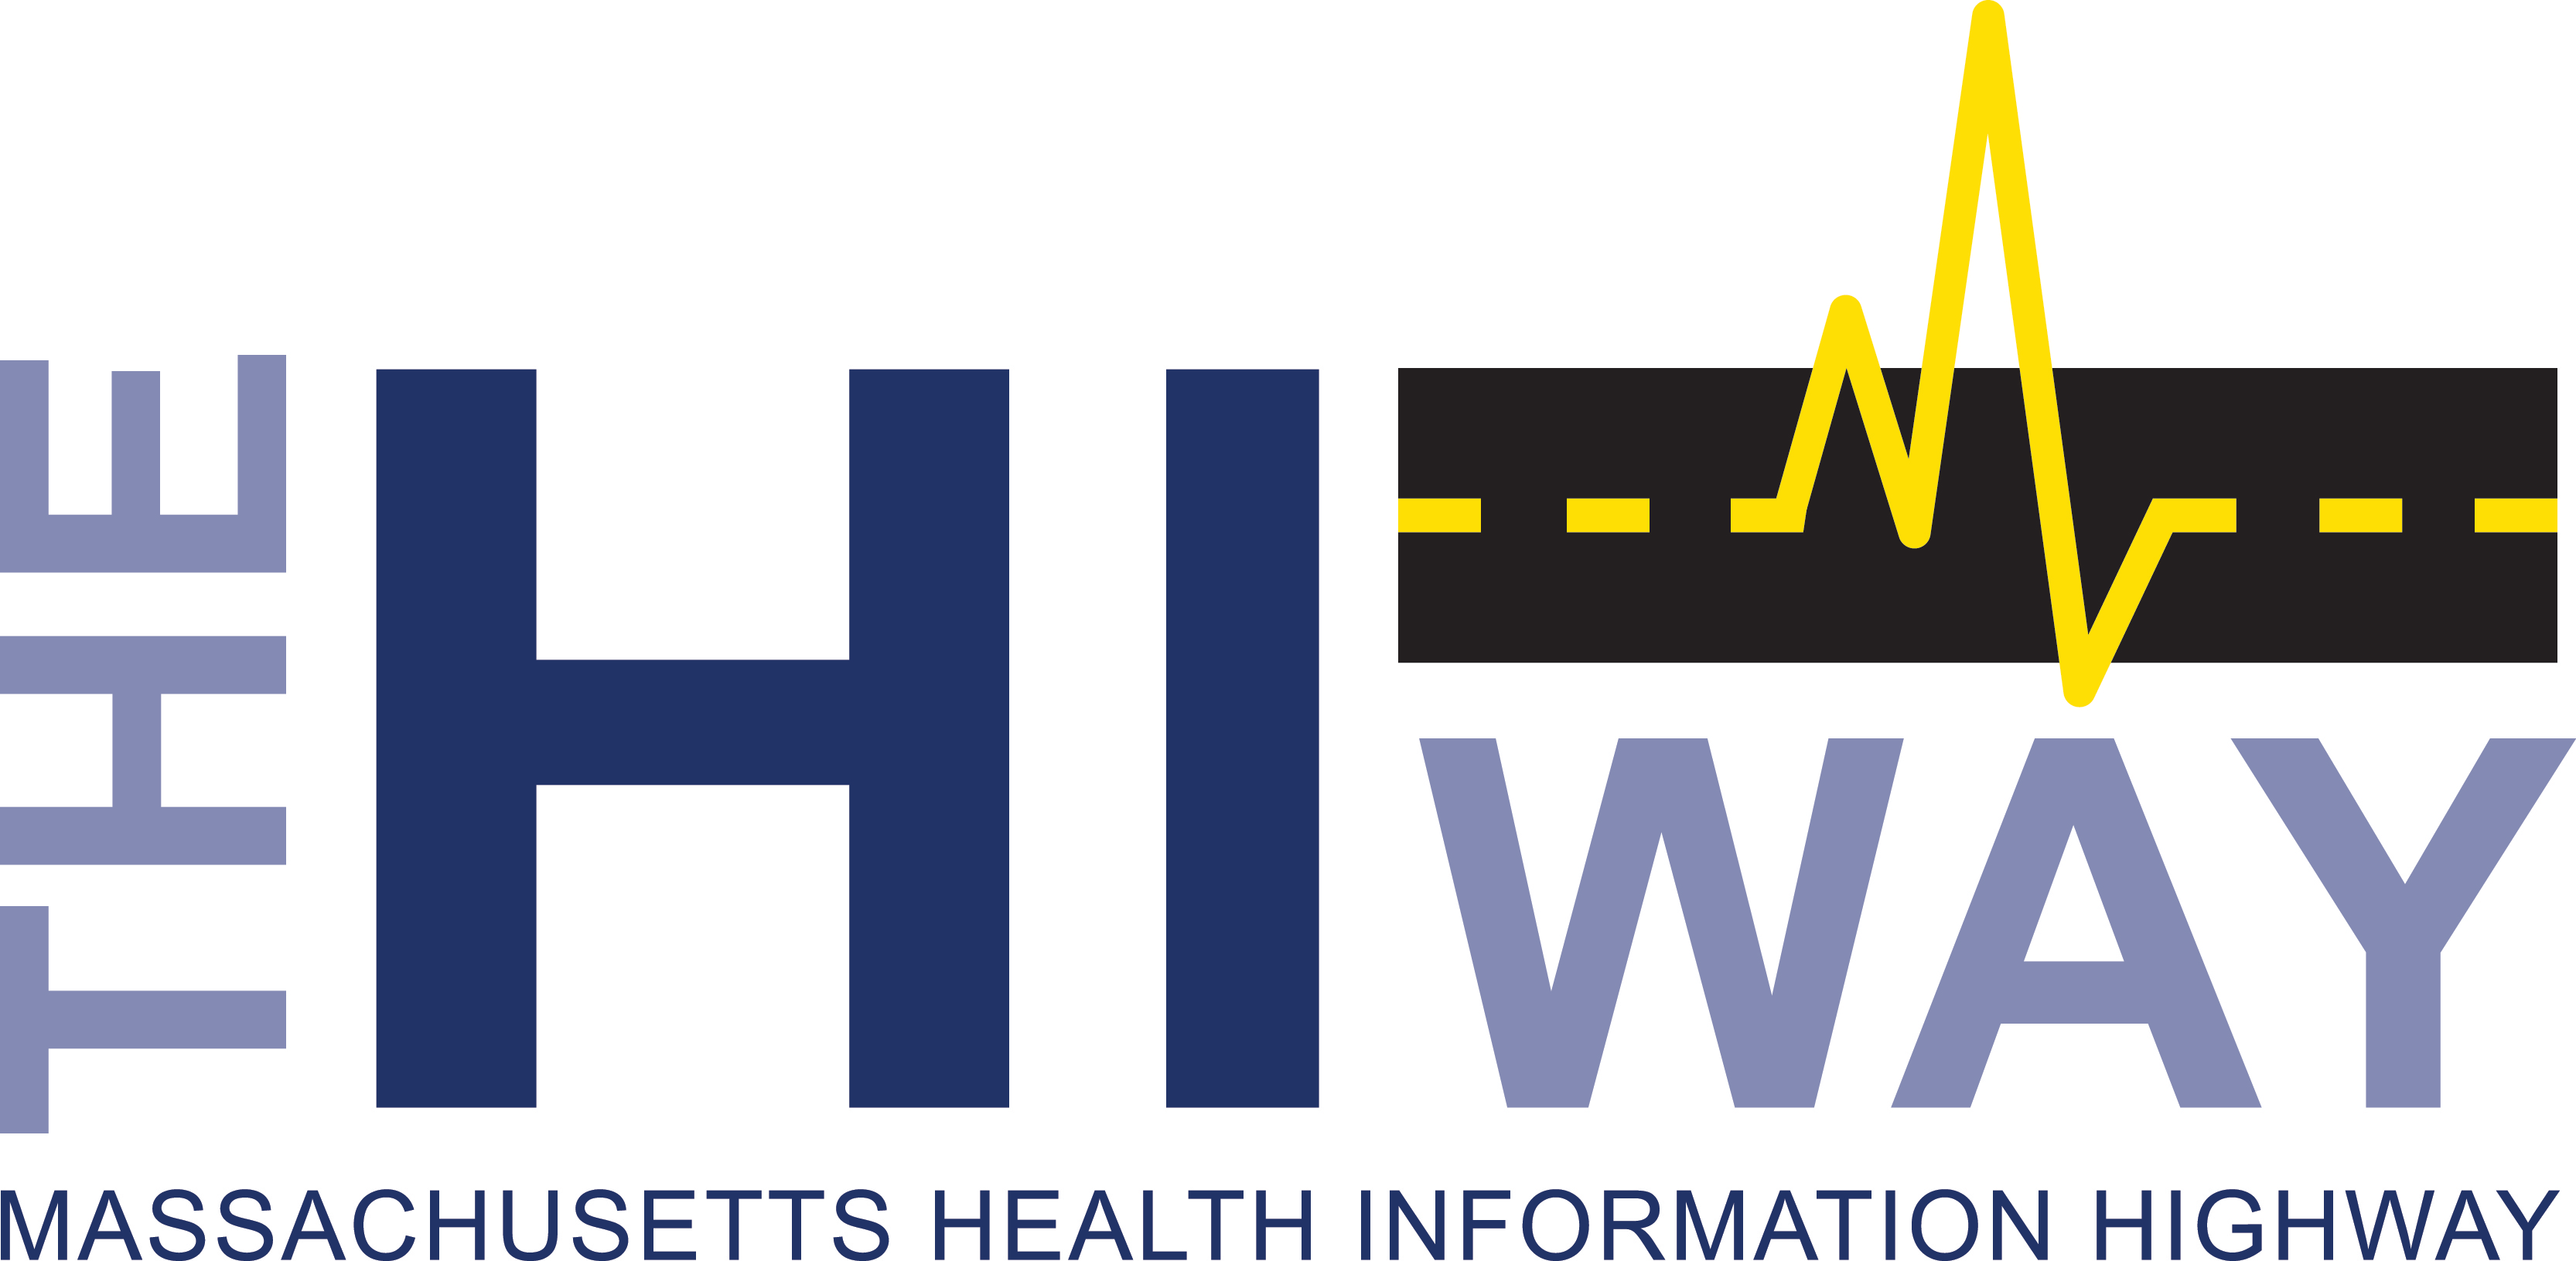 THE
HI
WAY
MASSACHUSETTS HEALTH INFORMATION HIGHWAY